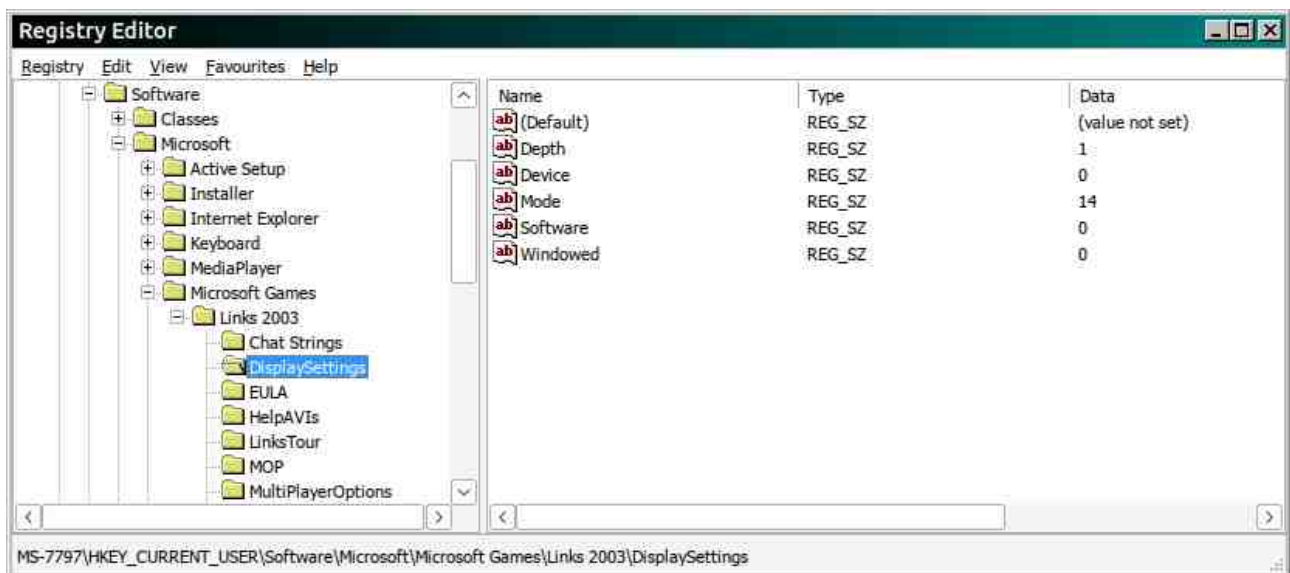 Registry Editor
Registry Edit View Favourites Help
Software
Classes
Microsoft
Active Setup
Installer
Internet Explorer
Keyboard
MediaPlayer
Microsoft Games
Links 2003
Chat Strings
DisplaySettings
EULA
HelpAVIs
LinksTour
MOP
MultiPlayerOptions
Name Type Data
(Default) REG_SZ (value not set)
Depth REG_SZ 1
Device REG_SZ 0
Mode REG_SZ 14
Software REG_SZ 0
Windowed REG_SZ 0
MS-7797\HKEY_CURRENT_USER\Software\Microsoft\Microsoft Games\Links 2003\DisplaySettings